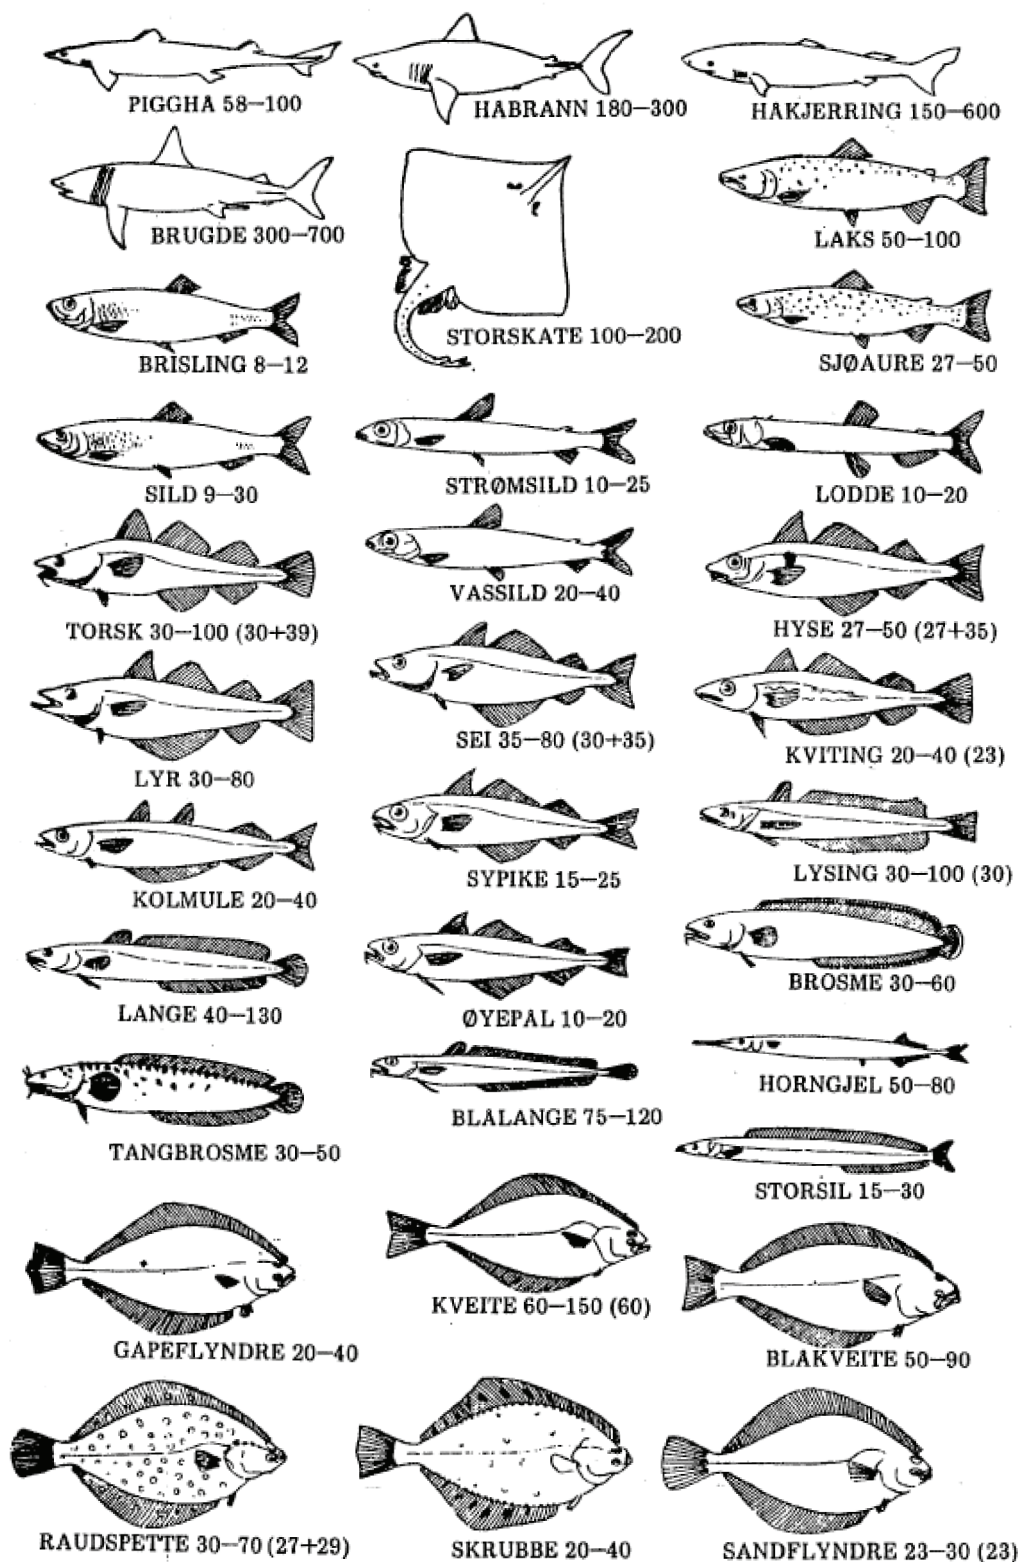 PIGGHA 58—100
HABRANN 180—300
HAKJERRING 150—600
BRUGDE 300—700
LAKS 50—100
STORSKATE 100—200
BRISLING 8—12
SJØAURE 27—50
SILD 9—30
STRØMSILD 10—25
LODDE 10—20
VASSILD 20—40
TORSK 30—100 (30+39)
HYSE 27—50 (27+35)
SEI 35—80 (30+35)
KVITING 20—40 (23)
LYR 30—80
SYPIKE 15—25
LYSING 30—100 (30)
KOLMULE 20—40
BROSME 30—60
LANGE 40—130
ØYEPAL 10—20
HORNGJEL 50—80
BLALANGE 75—120
TANGBROSME 30—50
STORSIL 15—30
KVEITE 60—150 (60)
GAPEFLYNDRE 20—40
BLAKVEITE 50—90
RAUDSPETTE 30—70 (27+29)
SKRUBBE 20—40
SANDFLYNDRE 23—30 (23)